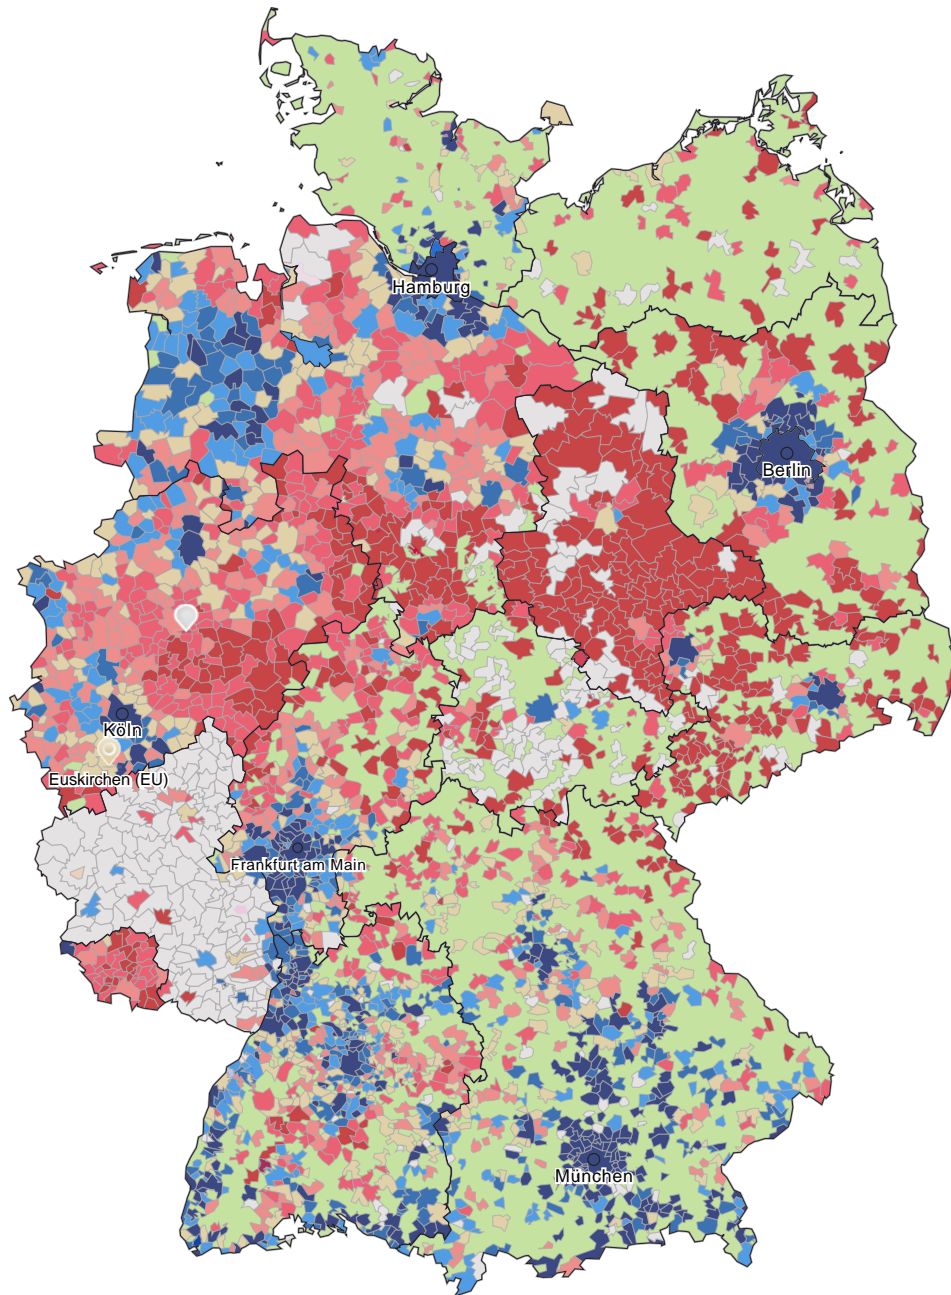 Hamburg
Berlin
Köln
Euskirchen (EU)
Frankfurt am Main
München